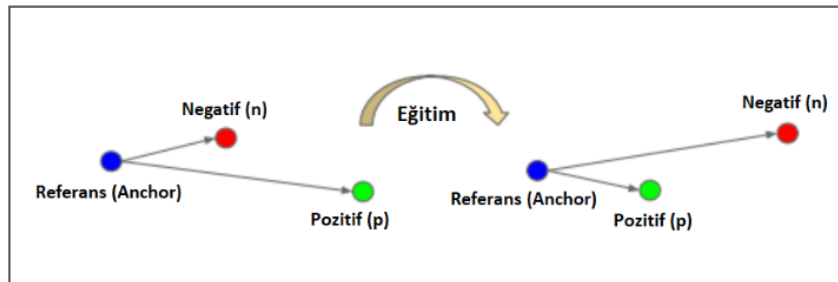 Negatif (n)
Referans (Anchor)
Pozitif (p)
Eğitim
Negatif (n)
Referans (Anchor)
Pozitif (p)